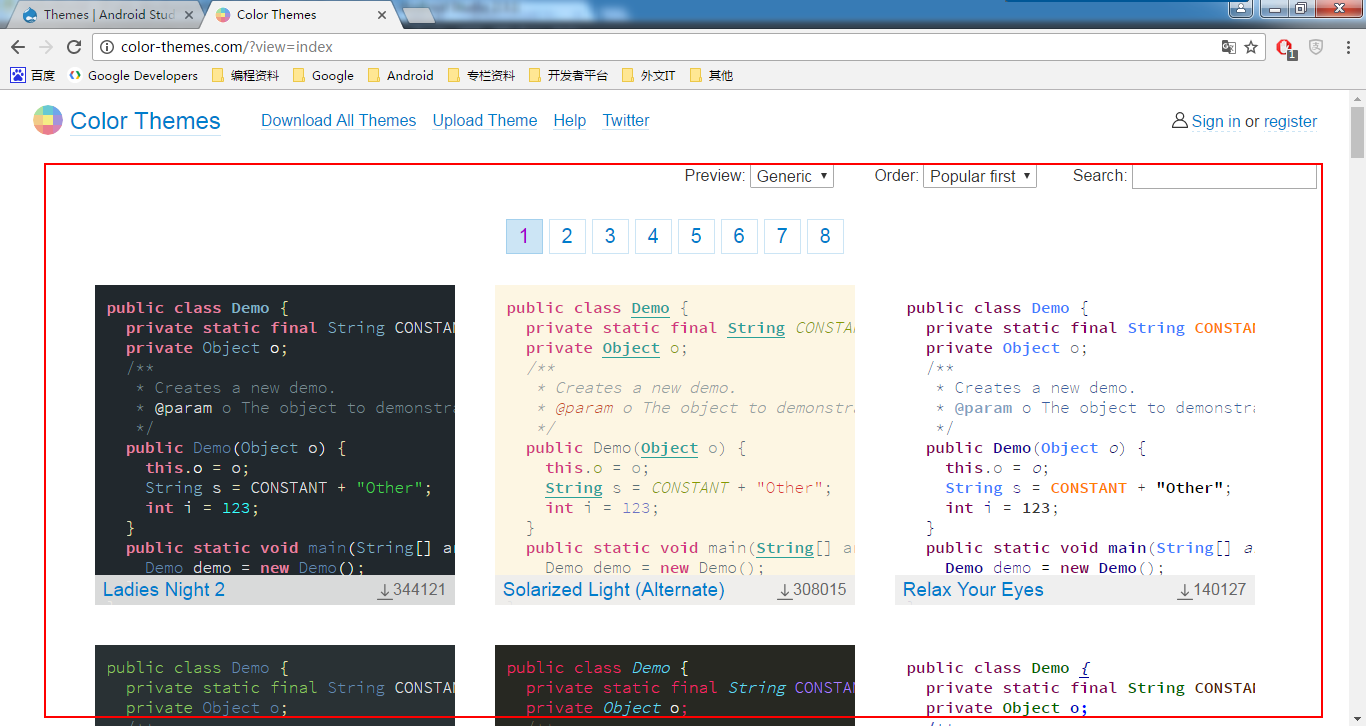 Themes | Android Stud
Color Themes
color-themes.com/?view=index
1
百度
Google Developers
编程资料
Google
Android
专栏资料
开发者平台
外文IT
其他
Color Themes
Download All Themes
Upload Theme
Help
Twitter
Sign in or register
Preview: Generic
Order: Popular first
Search:
1 2 3 4 5 6 7 8
public class Demo {
private static final String CONSTAN
private Object o;
/**
* Creates a new demo.
* @param o The object to demonstra
*/
public Demo(Object o) {
this.o = o;
String s = CONSTANT + "Other";
int i = 123;
}
public static void main(String[] ar
Demo demo = new Demo();
Ladies Night 2
344121
public class Demo {
private static final String CONSTA
private Object o;
/**
* Creates a new demo.
* @param o The object to demonstra
*/
public Demo(Object o) {
this.o = o;
String s = CONSTANT + "Other";
int i = 123;
}
public static void main(String[] ar
Demo demo = new Demo();
Solarized Light (Alternate)
308015
public class Demo {
private static final String CONSTAN
private Object o;
/**
* Creates a new demo.
* @param o The object to demonstra
*/
public Demo(Object o) {
this.o = o;
String s = CONSTANT + "Other";
int i = 123;
}
public static void main(String[] a
Demo demo = new Demo();
Relax Your Eyes
140127
public class Demo {
private static final String CONSTAN
private Object o;
public class Demo {
private static final String CONSTAN
private Object o;
public class Demo {
private static final String CONSTAN
private Object o;